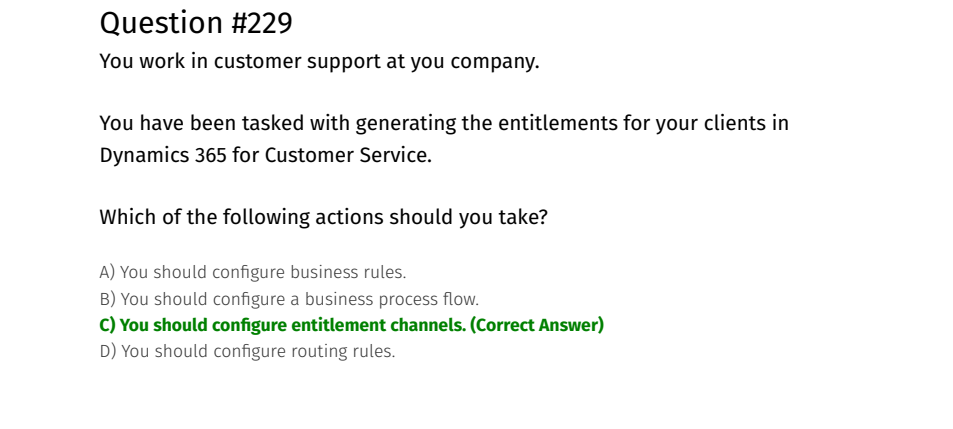 Question #229
You work in customer support at you company.
You have been tasked with generating the entitlements for your clients in
Dynamics 365 for Customer Service.
Which of the following actions should you take?
A) You should configure business rules.
B) You should configure a business process flow.
C) You should configure entitlement channels. (Correct Answer)
D) You should configure routing rules.